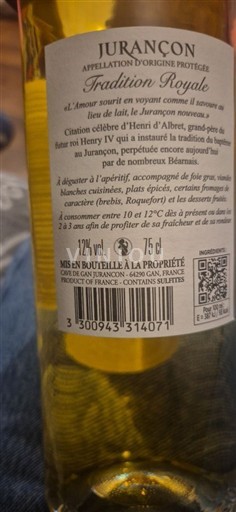 JURANÇON
APPELLATION D'ORIGINE PROTÉGÉE
Tradition Royale
«L'Amour sourit en voyant comme il savoure au
lieu de lait, le Jurançon nouveau.»
Citation célèbre d'Henri d'Albret, grand-père du
futur roi Henry IV qui a instauré la tradition du baptême
au Jurançon, perpétuée encore aujourd'hui
par de nombreux Béarnais.
À déguster à l'apéritif, accompagné de foie gras, viandes
blanches cuisinées, plats épicés, certains fromages de
caractère (brebis, Roquefort) et les desserts fruités.
À consommer entre 10 et 12°C dès à présent ou dans les
2 à 3 ans afin de profiter de sa fraîcheur et de sa rondeur.
12% vol. 75 cl
INGRÉDIENTS
MIS EN BOUTEILLE À LA PROPRIÉTÉ
CAVE DE GAN JURANÇON - 64290 GAN, FRANCE
PRODUCT OF FRANCE - CONTAINS SULFITES
Pour 100 ml
3 300943 314071